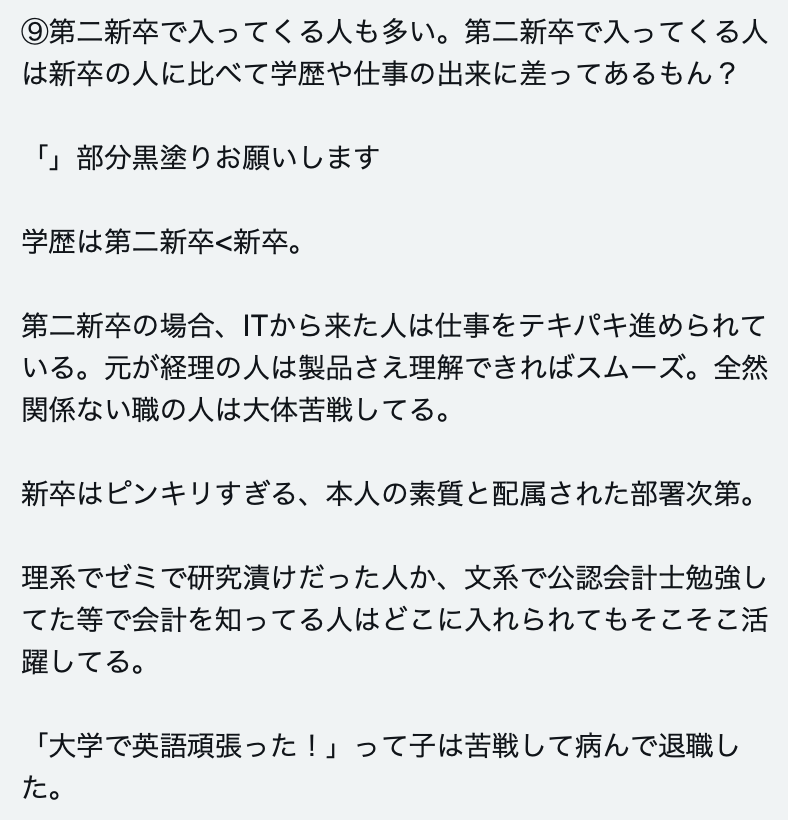 ⑨第二新卒で入ってくる人も多い。第二新卒で入ってくる人
は新卒の人に比べて学歴や仕事の出来に差ってあるもん？
「」部分黒塗りお願いします
学歴は第二新卒<新卒。
第二新卒の場合、ITから来た人は仕事をテキパキ進められて
いる。元が経理の人は製品さえ理解できればスムーズ。全然
関係ない職の人は大体苦戦してる。
新卒はピンキリすぎる、本人の素質と配属された部署次第。
理系でゼミで研究漬けだった人か、文系で公認会計士勉強し
てた等で会計を知ってる人はどこに入れられてもそこそこ活
躍してる。
「大学で英語頑張った！」って子は苦戦して病んで退職し
た。